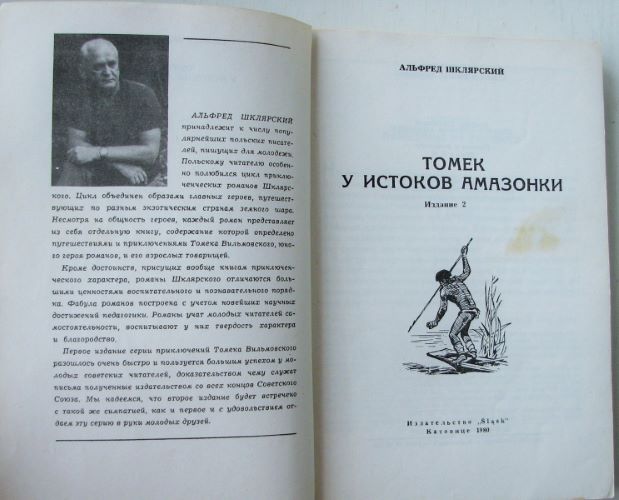 АЛЬФРЕД ШКЛЯРСКИЙ
принадлежит к числу попу-
лярнейших польских писате-
лей, пишущих для молодежи.
Польскому читателю особен-
но полюбился цикл приклю-
ченческих романов Шклярс-
кого. Цикл объединен образами главных героев, путешест-
вующих по разным экзотическим странам земного шара.
Несмотря на общность героев, каждый роман представляет
из себя отдельную книгу, содержание которой определено
путешествиями и приключениями Томека Вильмовского, юно-
го героя романов, и его взрослых товарищей.
Кроме достоинств, присущих вообще книгам приключен-
ческого характера, романы Шклярского отличаются боль-
шими ценностями воспитательного и познавательного поряд-
ка. Фабула романов построена с учетом новейших научных
достижений педагогики. Романы учат молодых читателей са-
мостоятельности, воспитывают у них твердость характера
и благородство.
Первое издание серии приключений Томека Вильмовского
разошлось очень быстро и пользуется большим успехом у мо-
лодых советских читателей, доказательством чему служат
письма полученные издательством со всех концов Советского
Союза. Мы надеемся, что второе издание будет встречено
с такой же симпатией, как и первое и с удовольствием от-
даем эту серию в руки молодых друзей.
АЛЬФРЕД ШКЛЯРСКИЙ
ТОМЕК
У ИСТОКОВ АМАЗОНКИ
Издание 2
Издательство „Śląsk"
Катовице 1980